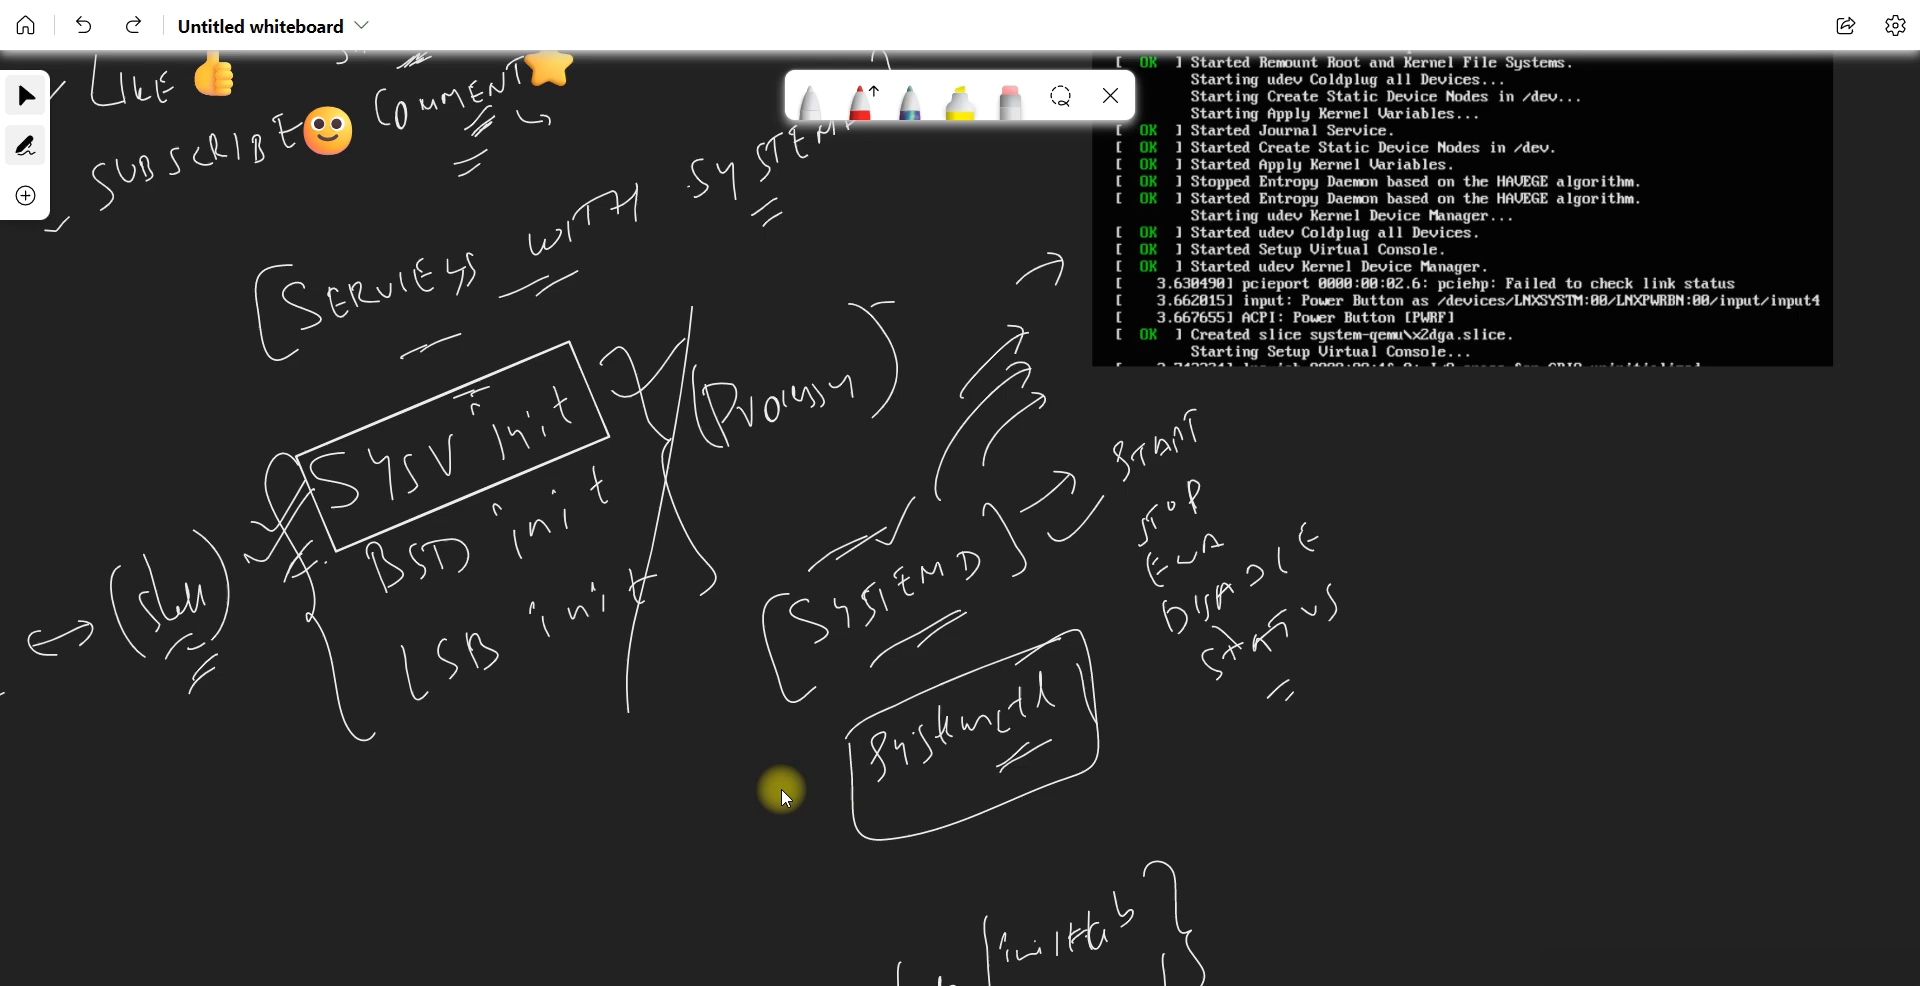 Untitled whiteboard
LIKE
SUBSCRIBE COMMENT
SERVICES WITH SYSTEM
SYSV init
(Process)
BSD init
LSB init
(shell)
[SYSTEMD]
START
STOP
ENA
DISABLE
STATUS
systemctl
inittab
[ OK ] Started Remount Root and Kernel File Systems.
Starting udev Coldplug all Devices...
Starting Create Static Device Nodes in /dev...
Starting Apply Kernel Variables...
[ OK ] Started Journal Service.
[ OK ] Started Create Static Device Nodes in /dev.
[ OK ] Started Apply Kernel Variables.
[ OK ] Stopped Entropy Daemon based on the HAVEGE algorithm.
[ OK ] Started Entropy Daemon based on the HAVEGE algorithm.
Starting udev Kernel Device Manager...
[ OK ] Started udev Coldplug all Devices.
[ OK ] Started Setup Virtual Console.
[ OK ] Started udev Kernel Device Manager.
[ 3.630490] pcieport 0000:00:02.6: pciehp: Failed to check link status
[ 3.662015] input: Power Button as /devices/LNXSYSTM:00/LNXPWRBN:00/input/input4
[ 3.667655] ACPI: Power Button [PWRF]
[ OK ] Created slice system-qemu\x2dga.slice.
Starting Setup Virtual Console...